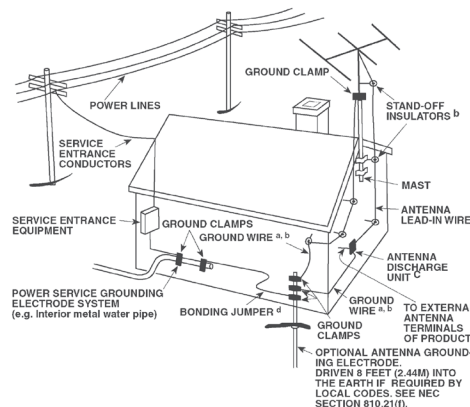 GROUND CLAMP
POWER LINES
STAND-OFF
INSULATORS b
SERVICE
ENTRANCE
CONDUCTORS
MAST
ANTENNA
LEAD-IN WIRE
SERVICE ENTRANCE
EQUIPMENT
GROUND CLAMPS
GROUND WIRE a, b
ANTENNA
DISCHARGE
UNIT C
POWER SERVICE GROUNDING
ELECTRODE SYSTEM
(e.g. Interior metal water pipe)
BONDING JUMPER d
GROUND
WIRE a, b
GROUND
CLAMPS
TO EXTERNA
ANTENNA
TERMINALS
OF PRODUCT
OPTIONAL ANTENNA GROUND-
ING ELECTRODE.
DRIVEN 8 FEET (2.44M) INTO
THE EARTH IF REQUIRED BY
LOCAL CODES. SEE NEC
SECTION 810.21(f).